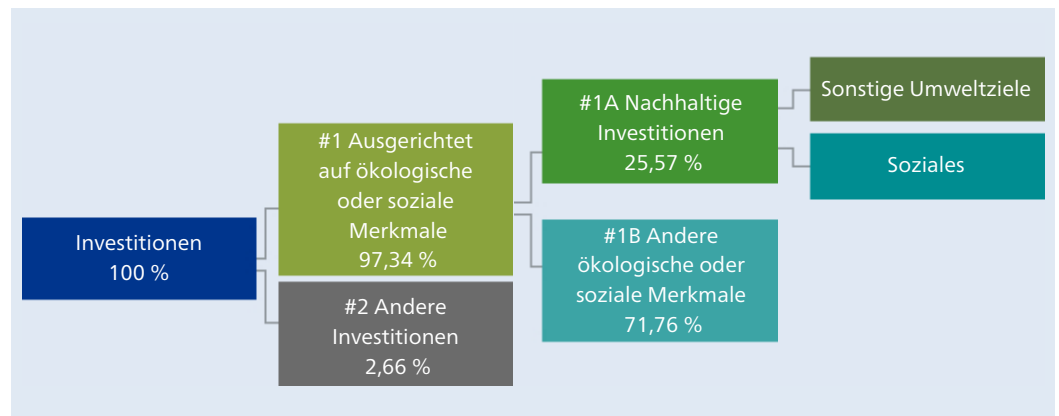 Investitionen
100 %
#1 Ausgerichtet
auf ökologische
oder soziale
Merkmale
97,34 %
#2 Andere
Investitionen
2,66 %
#1A Nachhaltige
Investitionen
25,57 %
#1B Andere
ökologische oder
soziale Merkmale
71,76 %
Sonstige Umweltziele
Soziales